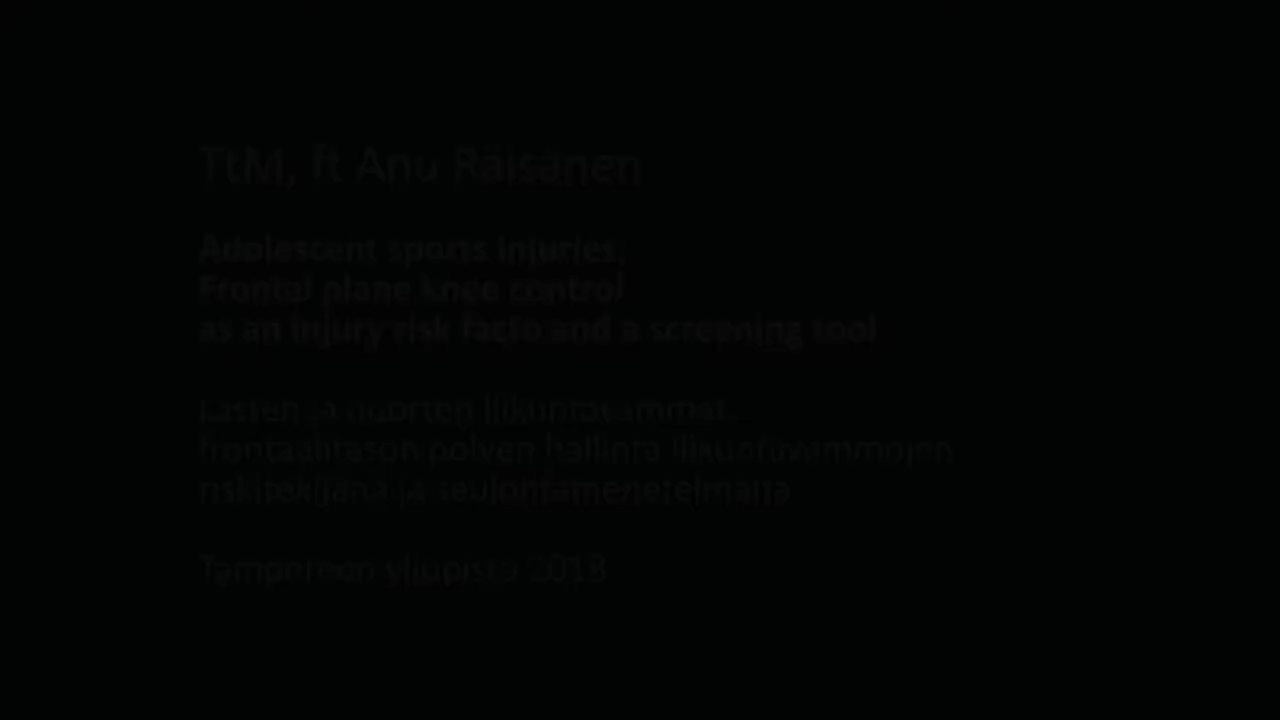 TtM, ft Anu Räisänen
Adolescent sports injuries;
Frontal plane knee control
as an injury risk facto and a screening tool
Lasten ja nuorten liikuntavammat.
frontaalitason polven hallinta liikuntavammojen
riskitekijänä ja seulontamenetelmänä
Tampereen yliopisto 2018